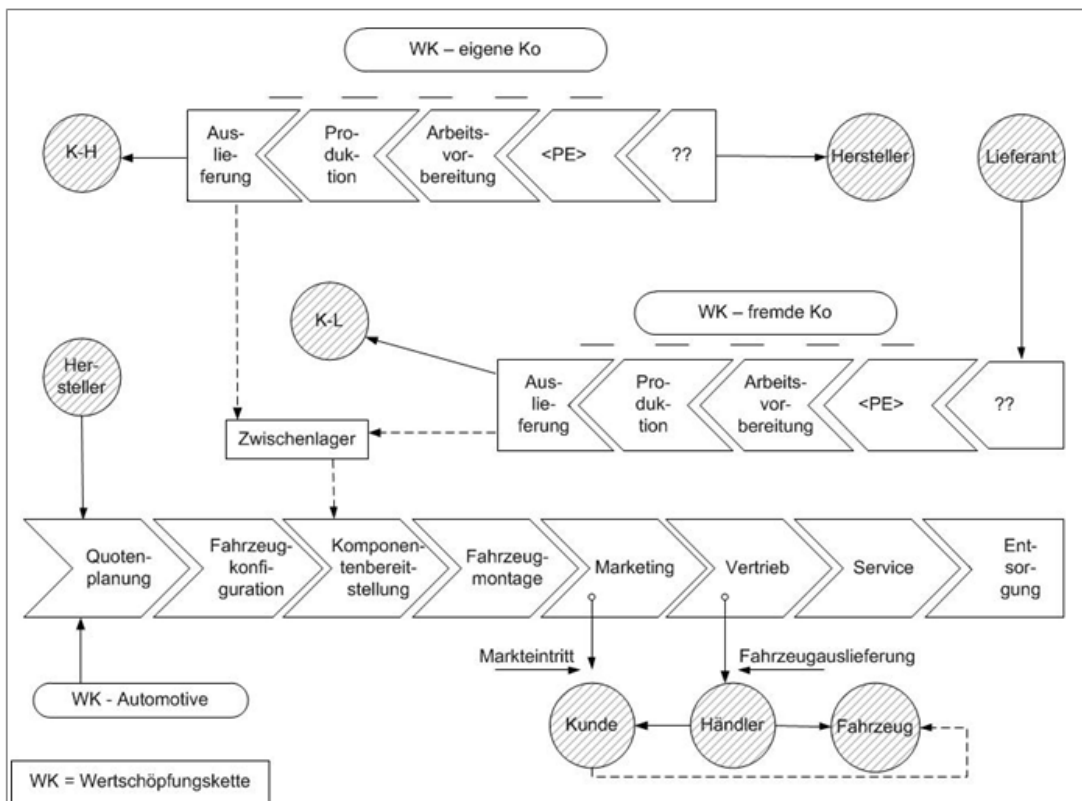 WK – eigene Ko
K-H
Aus-
lie-
ferung
Pro-
duk-
tion
Arbeits-
vor-
bereitung
<PE>
??
Hersteller
Lieferant
K-L
WK – fremde Ko
Her-
steller
Aus-
lie-
ferung
Pro-
duk-
tion
Arbeits-
vor-
bereitung
<PE>
??
Zwischenlager
Quoten-
planung
Fahrzeug-
konfi-
guration
Komponen-
tenbereit-
stellung
Fahrzeug-
montage
Marketing
Vertrieb
Service
Ent-
sorgung
Markteintritt
Fahrzeugauslieferung
WK - Automotive
Kunde
Händler
Fahrzeug
WK = Wertschöpfungskette